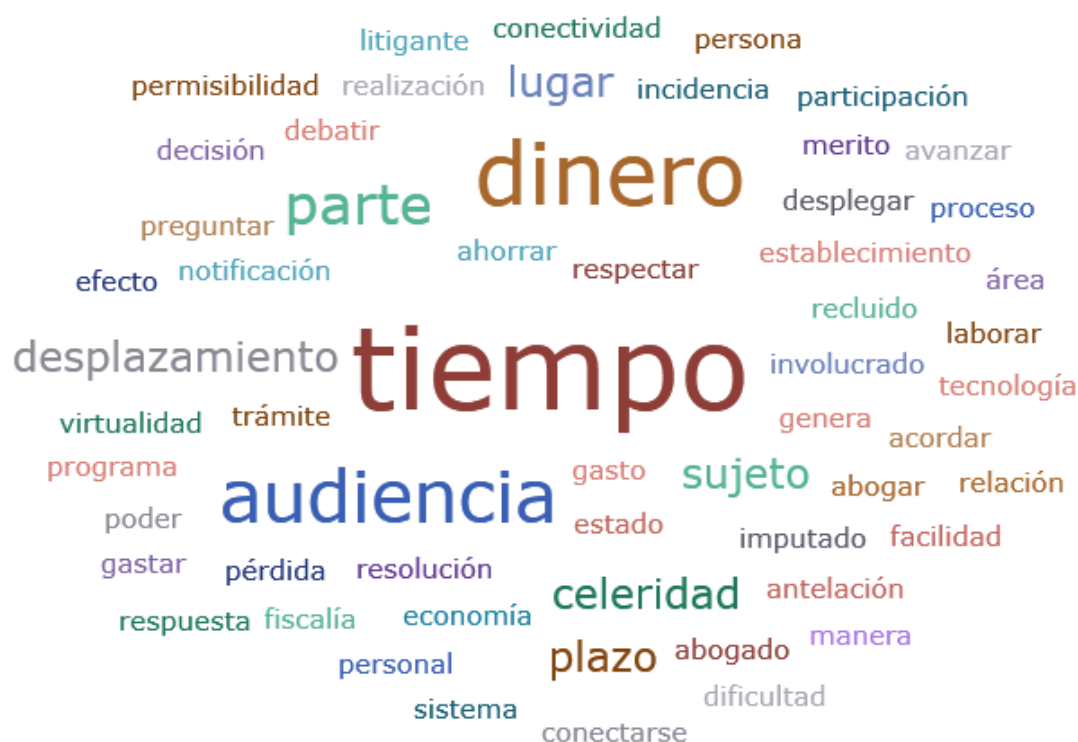 litigante conectividad persona
permisibilidad realización lugar incidencia participación
decisión debatir merito avanzar
dinero
parte desplegar proceso
preguntar ahorrar respectar establecimiento
efecto notificación área
recluido
laborar
desplazamiento tiempo involucrado tecnología
virtualidad trámite genera acordar
programa audiencia gasto sujeto abogar relación
poder estado imputado facilidad
gastar pérdida resolución celeridad antelación
respuesta fiscalía economía manera
personal plazo abogado
sistema dificultad
conectarse